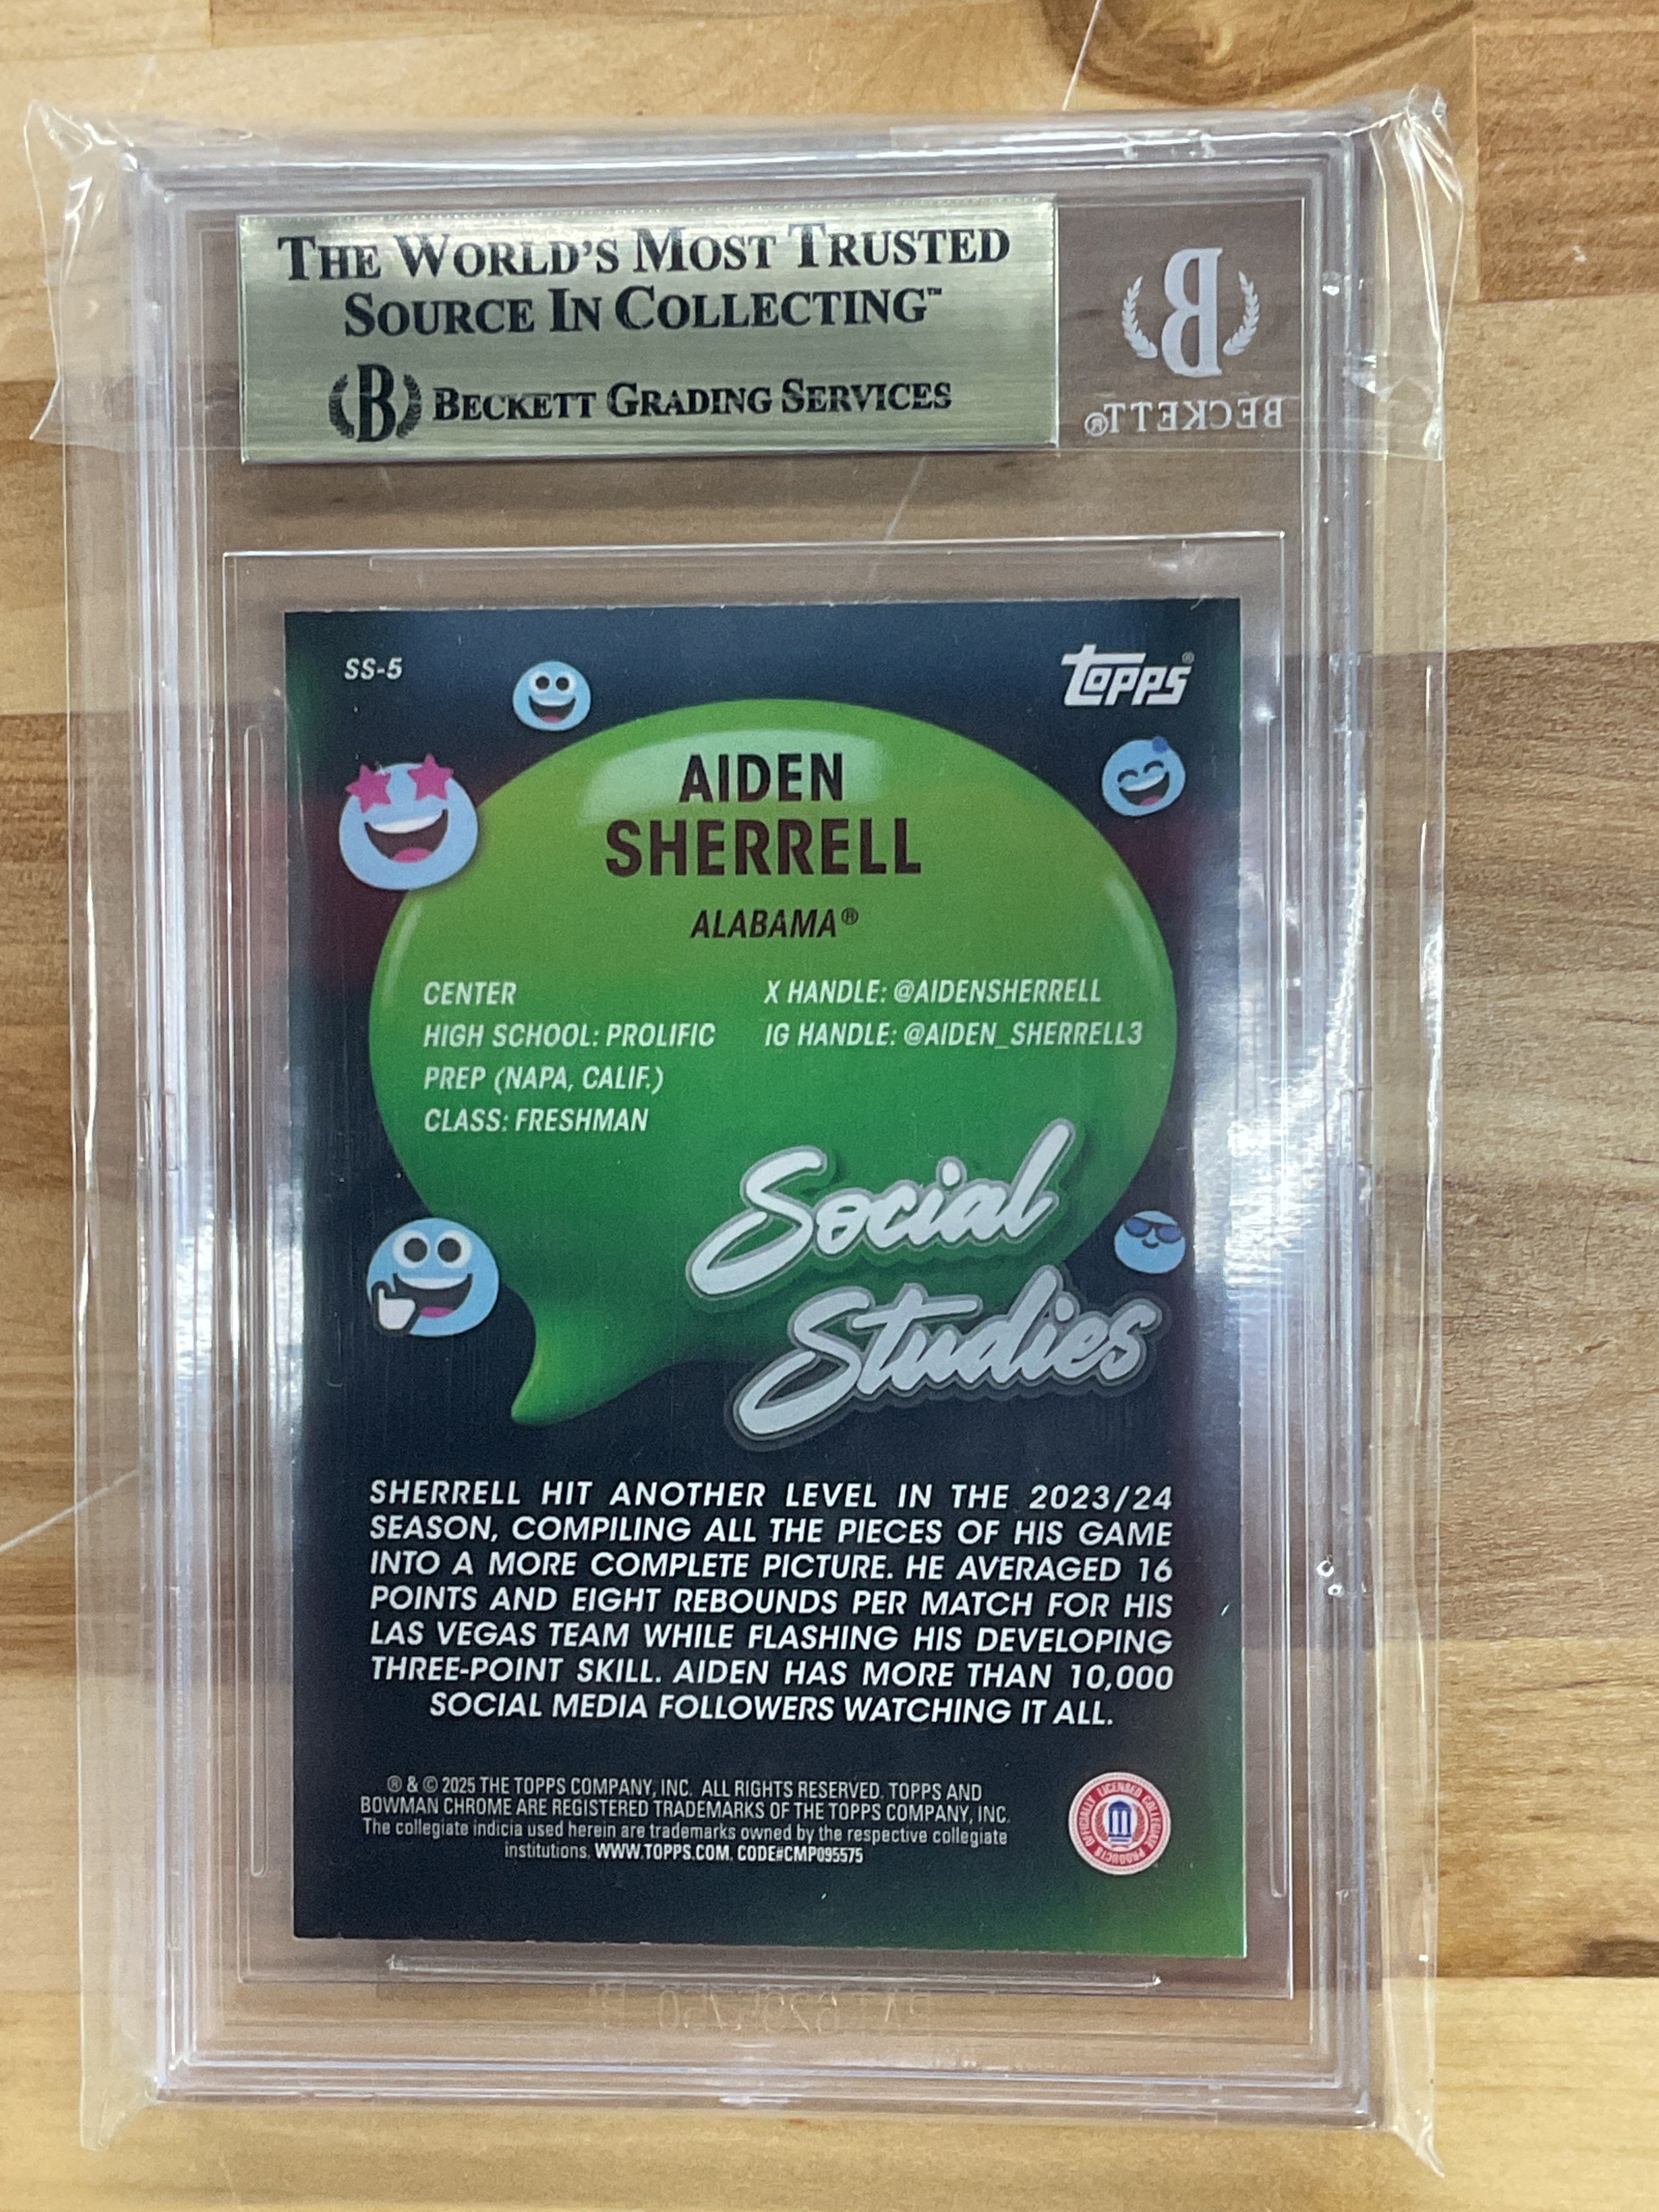 THE WORLD'S MOST TRUSTED
SOURCE IN COLLECTING™
B BECKETT GRADING SERVICES
B
BECKETT®
SS-5
TOPPS®
AIDEN
SHERRELL
ALABAMA®
CENTER
HIGH SCHOOL: PROLIFIC
PREP (NAPA, CALIF.)
CLASS: FRESHMAN
X HANDLE: @AIDENSHERRELL
IG HANDLE: @AIDEN_SHERRELL3
Social
Studies
SHERRELL HIT ANOTHER LEVEL IN THE 2023/24
SEASON, COMPILING ALL THE PIECES OF HIS GAME
INTO A MORE COMPLETE PICTURE. HE AVERAGED 16
POINTS AND EIGHT REBOUNDS PER MATCH FOR HIS
LAS VEGAS TEAM WHILE FLASHING HIS DEVELOPING
THREE-POINT SKILL. AIDEN HAS MORE THAN 10,000
SOCIAL MEDIA FOLLOWERS WATCHING IT ALL.
® & © 2025 THE TOPPS COMPANY, INC. ALL RIGHTS RESERVED. TOPPS AND
BOWMAN CHROME ARE REGISTERED TRADEMARKS OF THE TOPPS COMPANY, INC.
The collegiate indicia used herein are trademarks owned by the respective collegiate
institutions. WWW.TOPPS.COM. CODE#CMP095575
OFFICIALLY LICENSED COLLEGIATE PRODUCTS